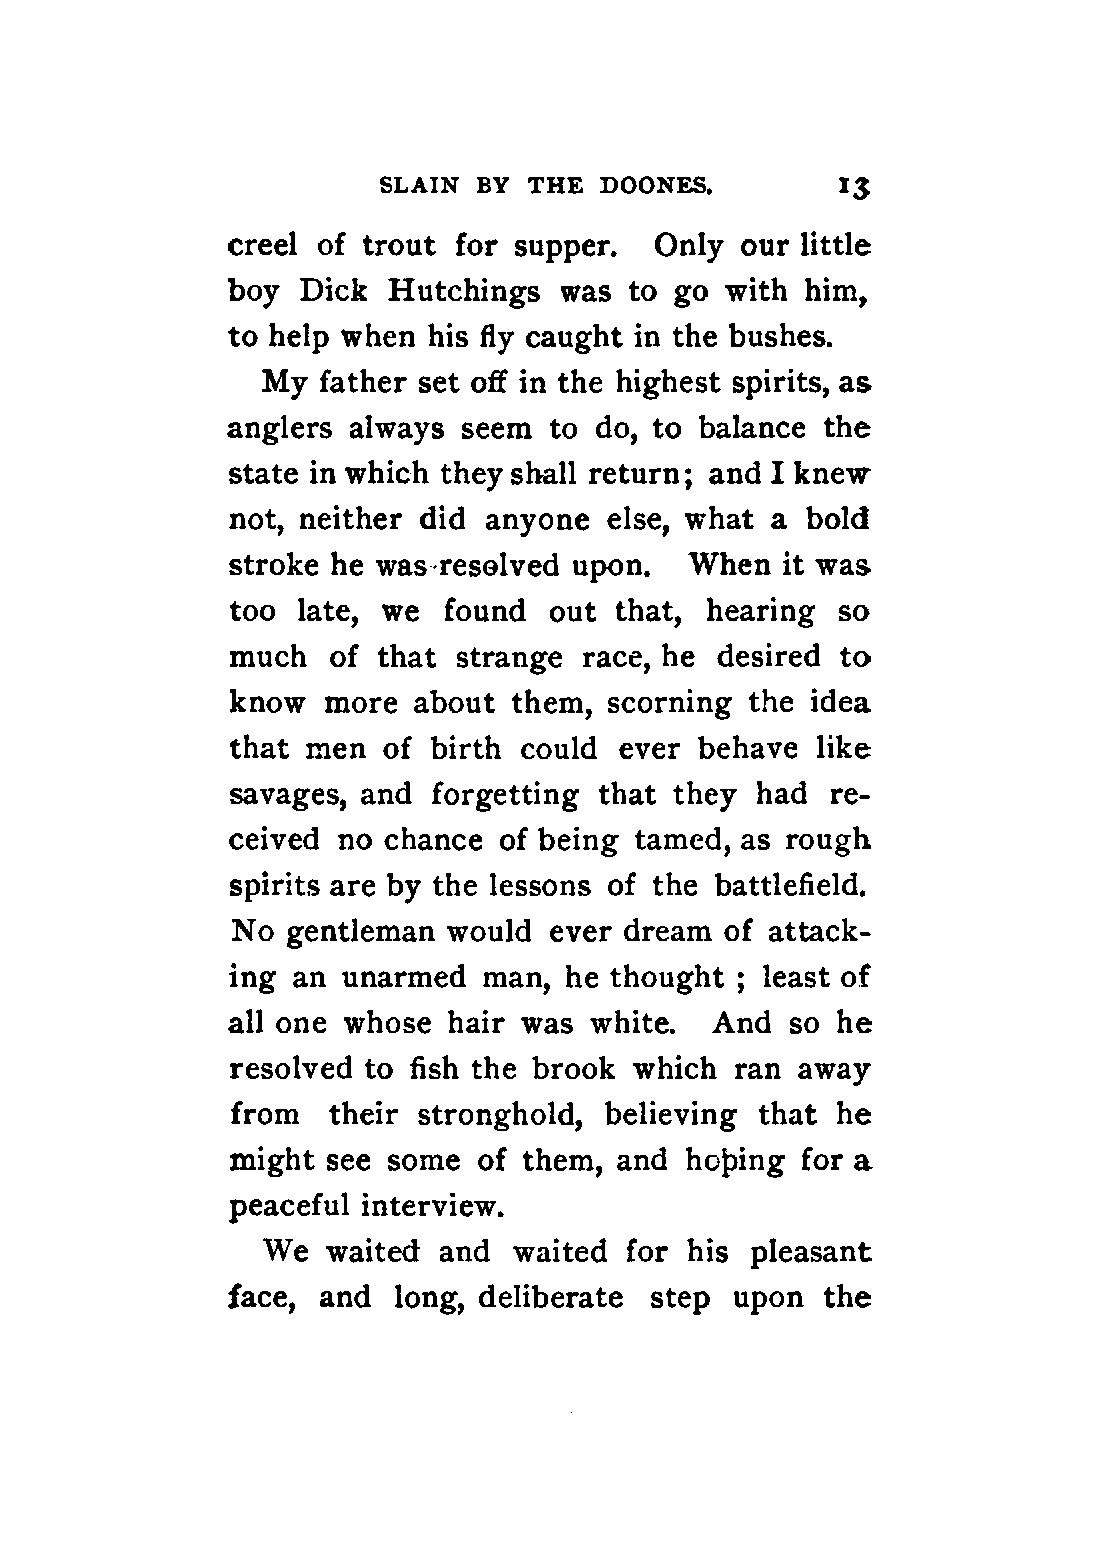 SLAIN BY THE DOONES. 13
creel of trout for supper. Only our little
boy Dick Hutchings was to go with him,
to help when his fly caught in the bushes.
My father set off in the highest spirits, as
anglers always seem to do, to balance the
state in which they shall return; and I knew
not, neither did anyone else, what a bold
stroke he was resolved upon. When it was
too late, we found out that, hearing so
much of that strange race, he desired to
know more about them, scorning the idea
that men of birth could ever behave like
savages, and forgetting that they had re-
ceived no chance of being tamed, as rough
spirits are by the lessons of the battlefield.
No gentleman would ever dream of attack-
ing an unarmed man, he thought ; least of
all one whose hair was white. And so he
resolved to fish the brook which ran away
from their stronghold, believing that he
might see some of them, and hoping for a
peaceful interview.
We waited and waited for his pleasant
face, and long, deliberate step upon the